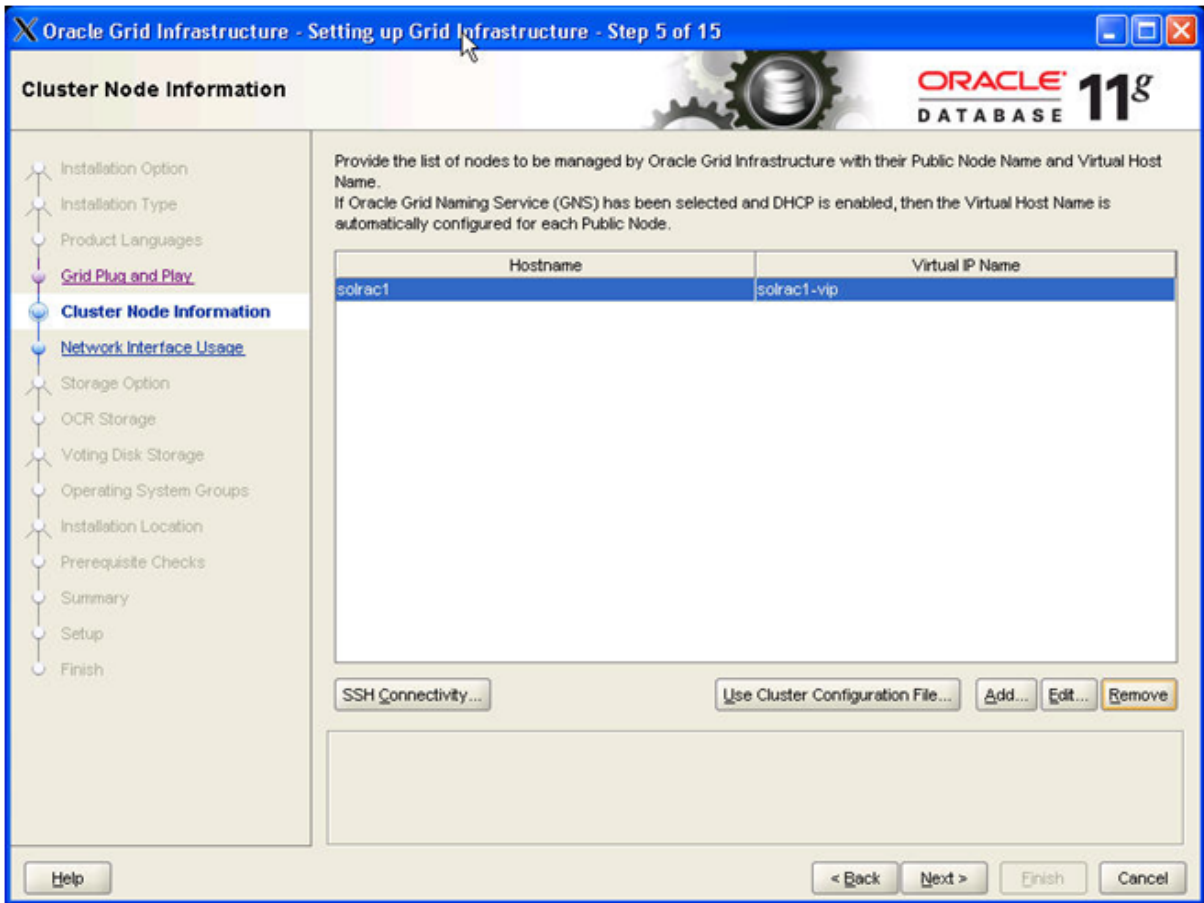 Oracle Grid Infrastructure - Setting up Grid Infrastructure - Step 5 of 15
Cluster Node Information
ORACLE
DATABASE
11g
Installation Option
Installation Type
Product Languages
Grid Plug and Play
Cluster Node Information
Network Interface Usage
Storage Option
OCR Storage
Voting Disk Storage
Operating System Groups
Installation Location
Prerequisite Checks
Summary
Setup
Finish
Provide the list of nodes to be managed by Oracle Grid Infrastructure with their Public Node Name and Virtual Host
Name.
If Oracle Grid Naming Service (GNS) has been selected and DHCP is enabled, then the Virtual Host Name is
automatically configured for each Public Node.
Hostname Virtual IP Name
solrac1 solrac1-vip
SSH Connectivity... Use Cluster Configuration File... Add... Edit... Remove
Help < Back Next > Finish Cancel